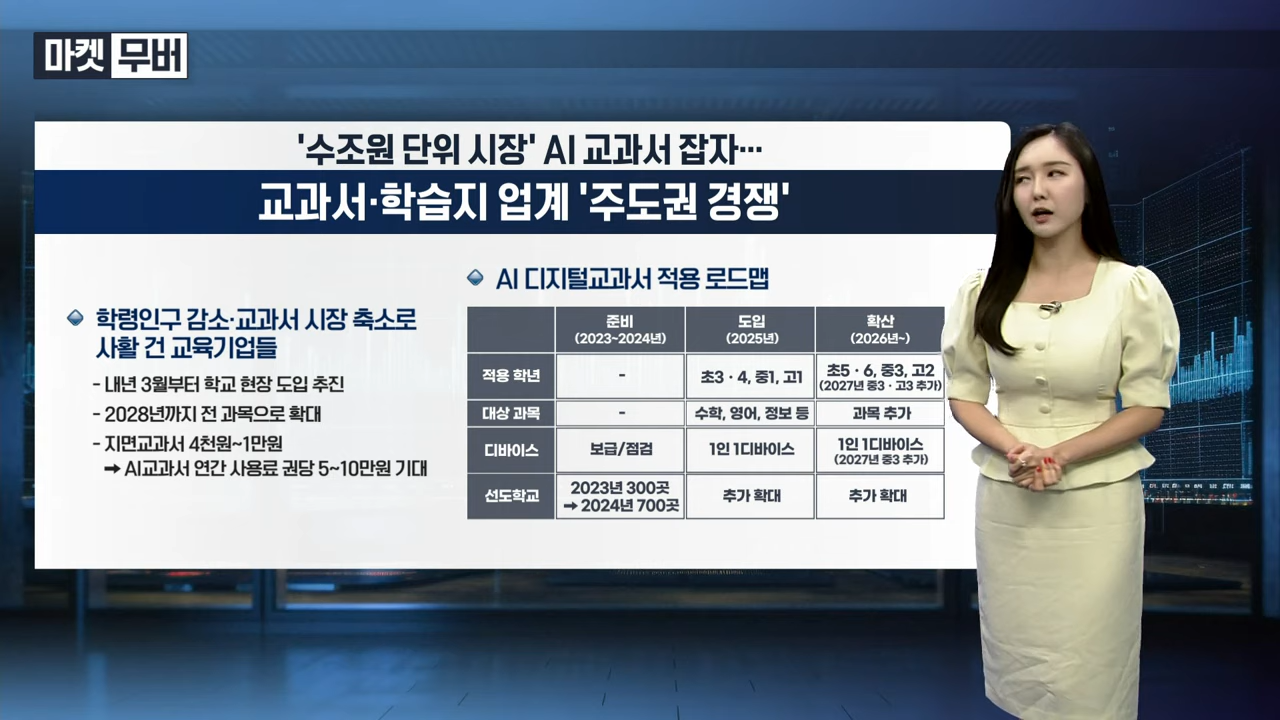 마켓 무버
'수조원 단위 시장' AI 교과서 잡자…
교과서·학습지 업계 '주도권 경쟁'
학령인구 감소·교과서 시장 축소로
사활 건 교육기업들
- 내년 3월부터 학교 현장 도입 추진
- 2028년까지 전 과목으로 확대
- 지면교과서 4천원~1만원
➡ AI교과서 연간 사용료 권당 5~10만원 기대
AI 디지털교과서 적용 로드맵
준비 도입 확산
(2023~2024년) (2025년) (2026년~)
적용 학년 - 초3·4, 중1, 고1 초5·6, 중3, 고2
(2027년 중3·고3 추가)
대상 과목 - 수학, 영어, 정보 등 과목 추가
디바이스 보급/점검 1인 1디바이스 1인 1디바이스
(2027년 중3 추가)
선도학교 2023년 300곳 추가 확대 추가 확대
➡ 2024년 700곳